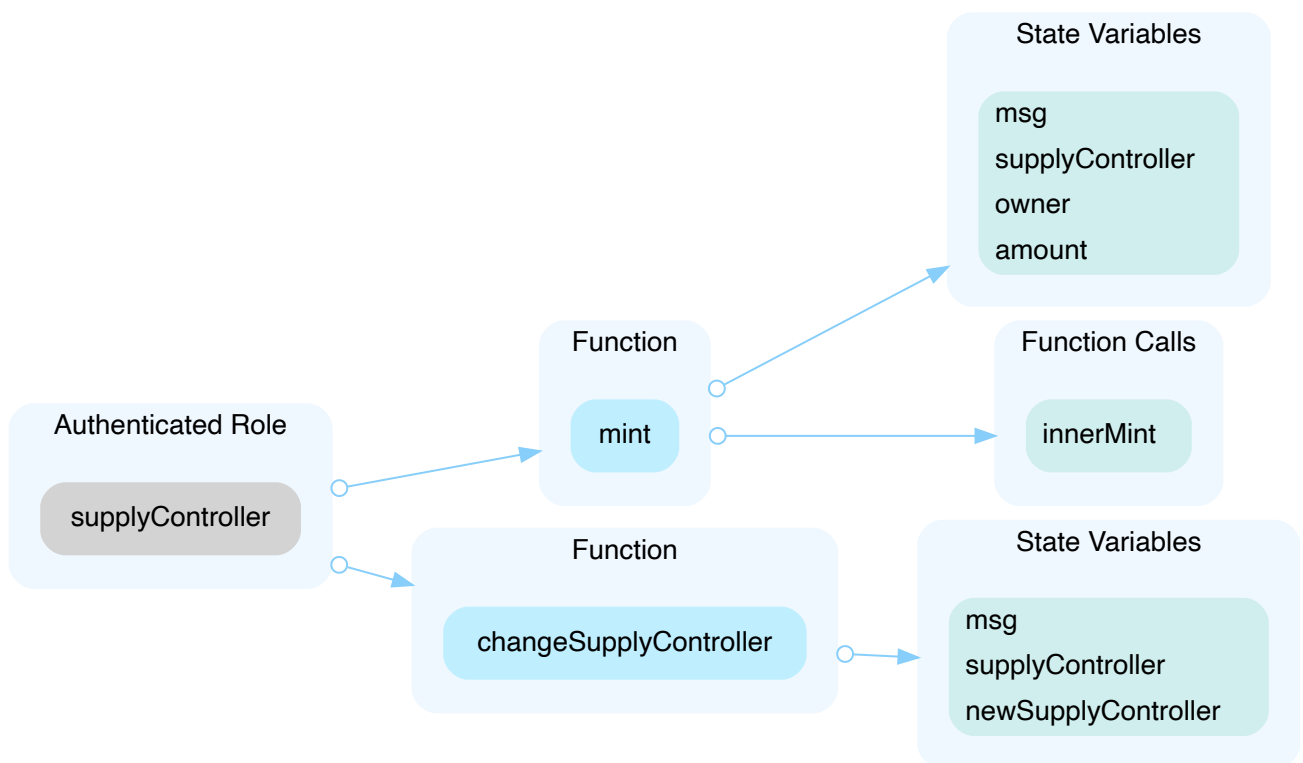 Authenticated Role
supplyController
Function
mint
Function
changeSupplyController
State Variables
msg
supplyController
owner
amount
Function Calls
innerMint
State Variables
msg
supplyController
newSupplyController